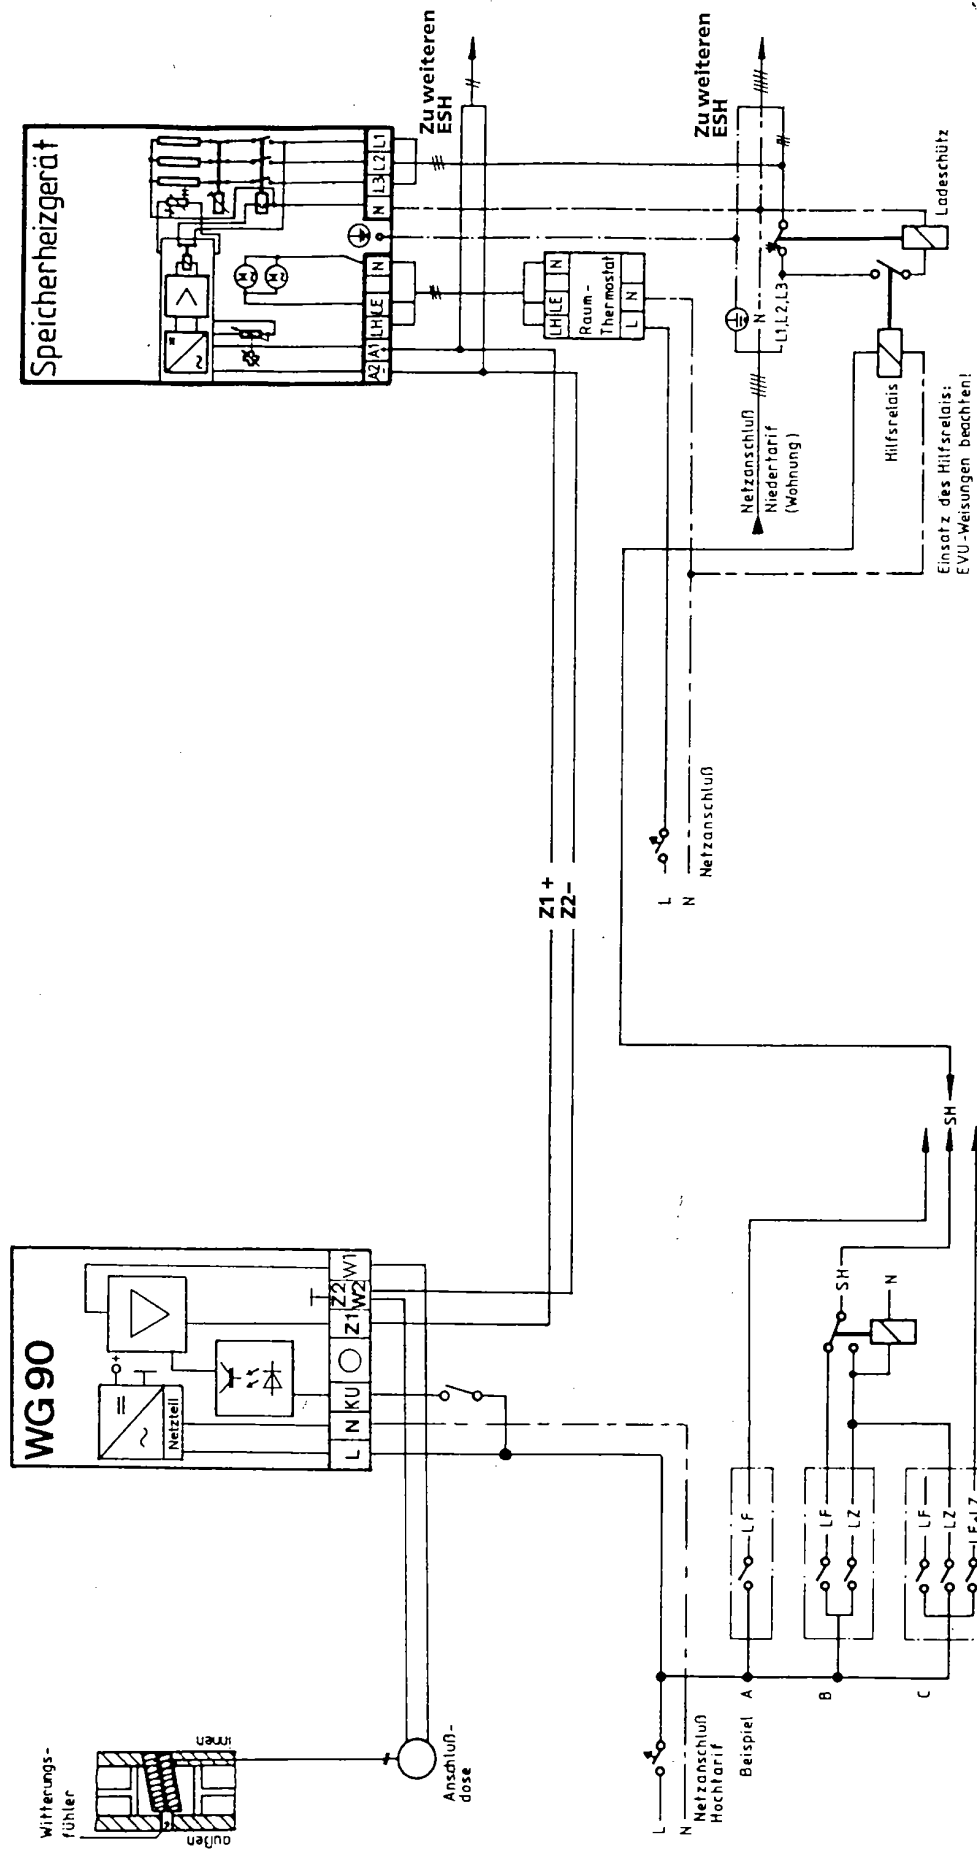 Speicherheizgerät
L1
L2
L3
N
N
LE
LH
A1
A2
Zu weiteren
ESH
Zu weiteren
ESH
Ladeschütz
LH LE N
Raum-
Thermostat
L N
N
L1,L2,L3
Netzanschluß
Niedertarif
(Wohnung)
Hilfsrelais
Einsatz des Hilfsrelais:
EVU-Weisungen beachten!
Z1+
Z2-
L
N
Netzanschluß
WG 90
Netzteil
L N KU Z1 Z2 W2 W1
SH
SH
N
LF
LF
LZ
LF
LZ
LF+LZ
Witterungs-
fühler
außen
innen
Anschluß-
dose
L
N
Netzanschluß
Hochtarif
Beispiel A
B
C